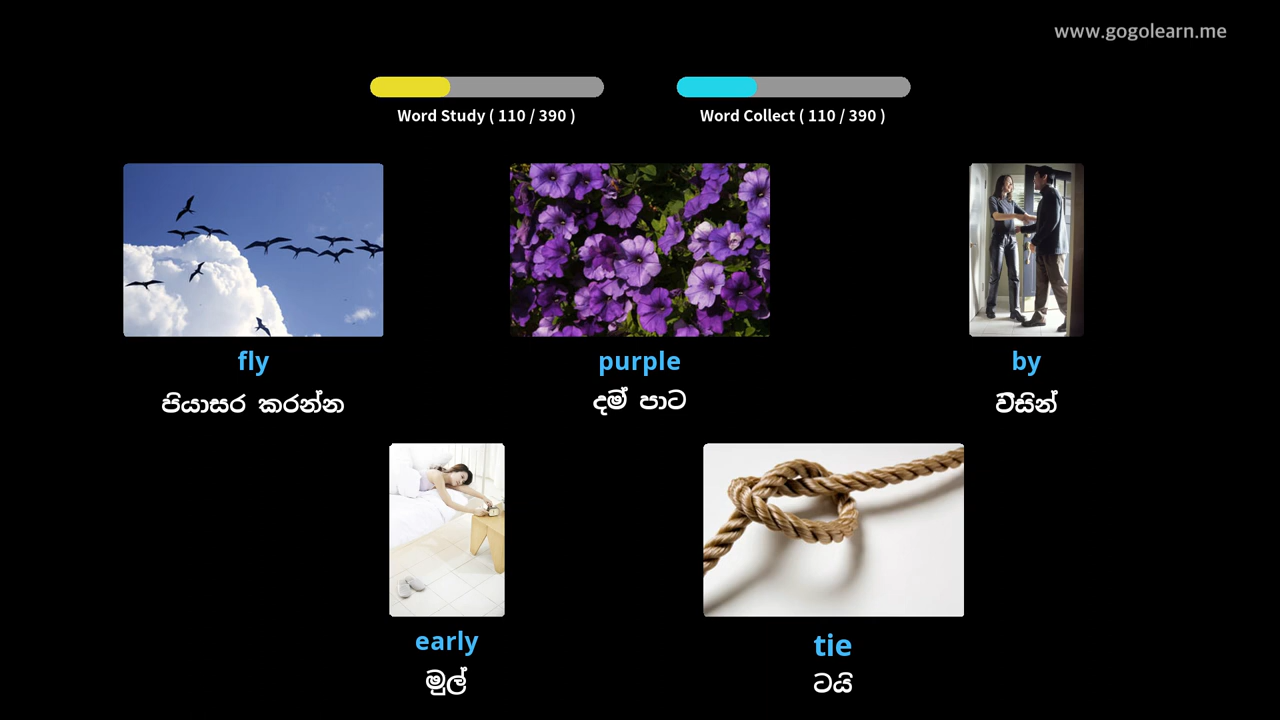 www.gogolearn.me
Word Study ( 110 / 390 )
Word Collect ( 110 / 390 )
fly
purple
by
පියාසර කරන්න
දම් පාට
විසින්
early
tie
මුල්
ටයි